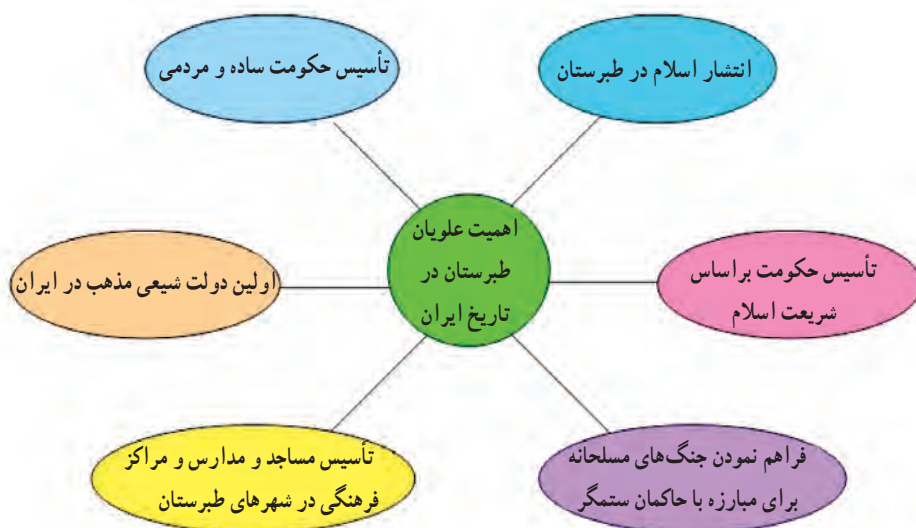 انتشار اسلام در طبرستان
تأسیس حکومت ساده و مردمی
اهمیت علویان
طبرستان در
تاریخ ایران
تأسیس حکومت براساس
شریعت اسلام
اولین دولت شیعی مذهب در ایران
فراهم نمودن جنگ‌های مسلحانه
برای مبارزه با حاکمان ستمگر
تأسیس مساجد و مدارس و مراکز
فرهنگی در شهرهای طبرستان